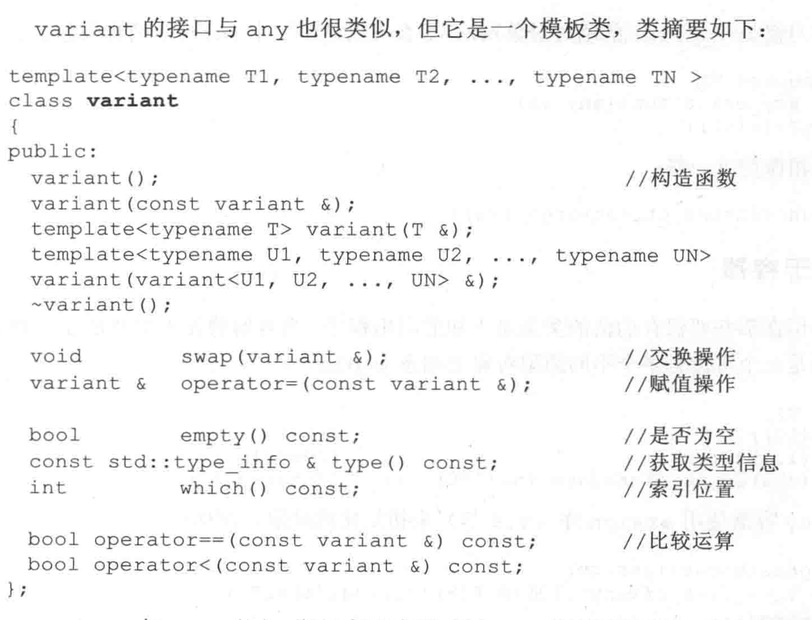 variant 的接口与 any 也很类似，但它是一个模板类，类摘要如下：
template<typename T1, typename T2, ..., typename TN >
class variant
{
public:
variant(); //构造函数
variant(const variant &);
template<typename T> variant(T &);
template<typename U1, typename U2, ..., typename UN>
variant(variant<U1, U2, ..., UN> &);
~variant();
void swap(variant &); //交换操作
variant & operator=(const variant &); //赋值操作
bool empty() const; //是否为空
const std::type_info & type() const; //获取类型信息
int which() const; //索引位置
bool operator==(const variant &) const; //比较运算
bool operator<(const variant &) const;
};